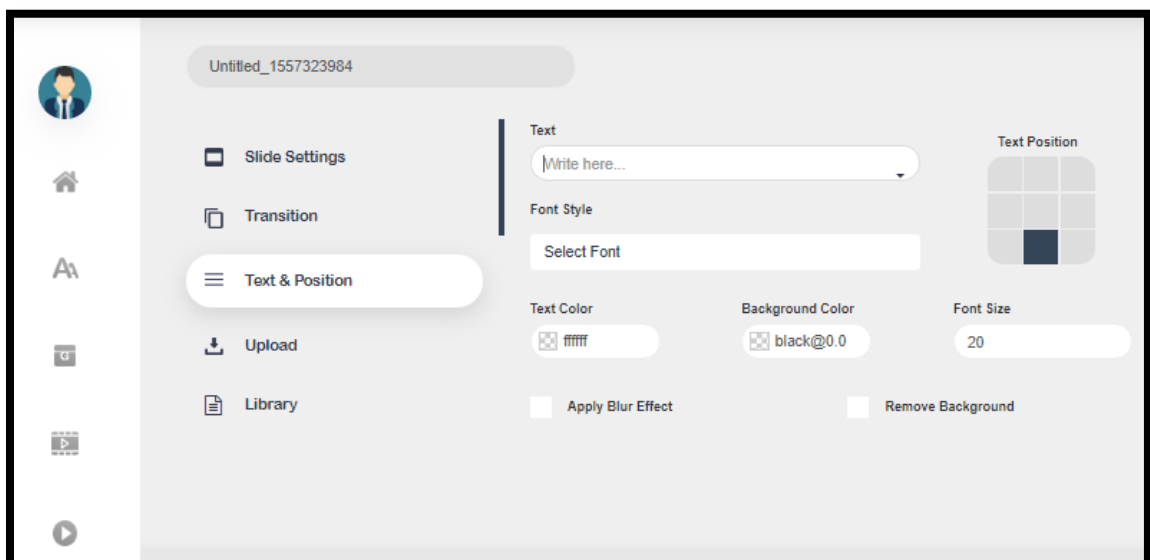 Untitled_1557323984
Slide Settings
Transition
Text & Position
Upload
Library
Text
Write here...
Font Style
Select Font
Text Position
Text Color
ffffff
Background Color
black@0.0
Font Size
20
Apply Blur Effect
Remove Background
AA
G